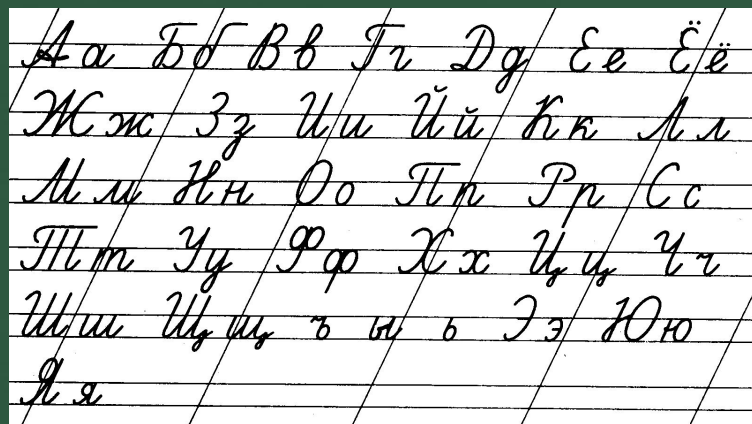 Аа Бб Вв Гг Дд Ее Ёё
Жж Зз Ии Йй Кк Лл
Мм Нн Оо Пп Рр Сс
Тт Уу Фф Хх Цц Чч
Шш Щщ ъ ы ь Ээ Юю
Яя